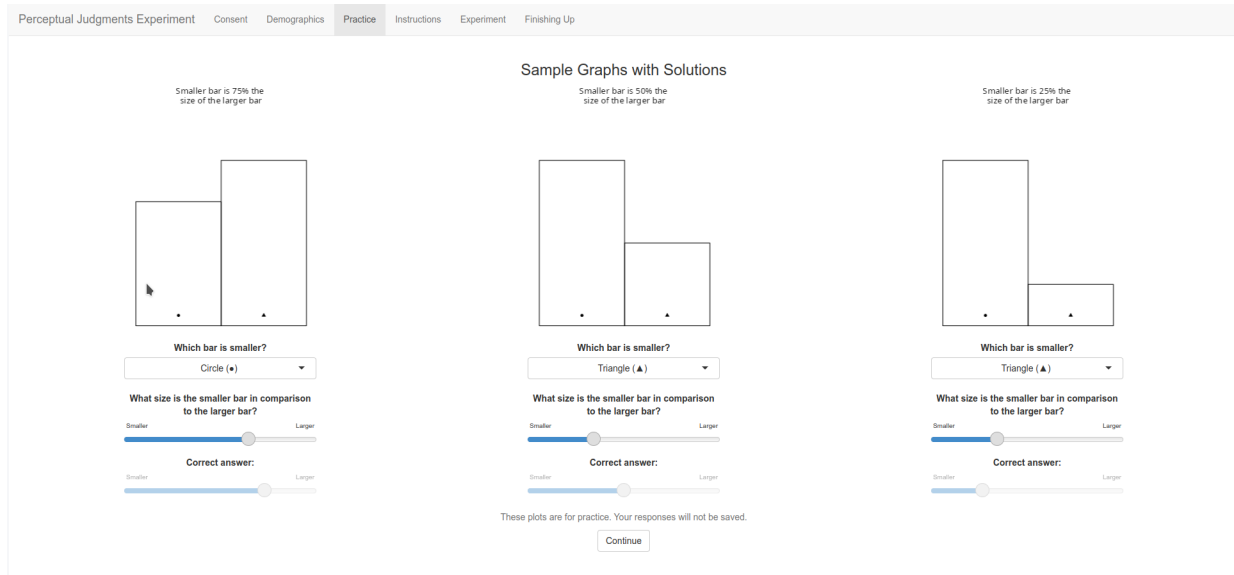 Perceptual Judgments Experiment Consent Demographics Practice Instructions Experiment Finishing Up
Sample Graphs with Solutions
Smaller bar is 75% the
size of the larger bar
Smaller bar is 50% the
size of the larger bar
Smaller bar is 25% the
size of the larger bar
Which bar is smaller?
Circle (●)
What size is the smaller bar in comparison
to the larger bar?
Smaller Larger
Correct answer:
Smaller Larger
Which bar is smaller?
Triangle (▲)
What size is the smaller bar in comparison
to the larger bar?
Smaller Larger
Correct answer:
Smaller Larger
Which bar is smaller?
Triangle (▲)
What size is the smaller bar in comparison
to the larger bar?
Smaller Larger
Correct answer:
Smaller Larger
These plots are for practice. Your responses will not be saved.
Continue